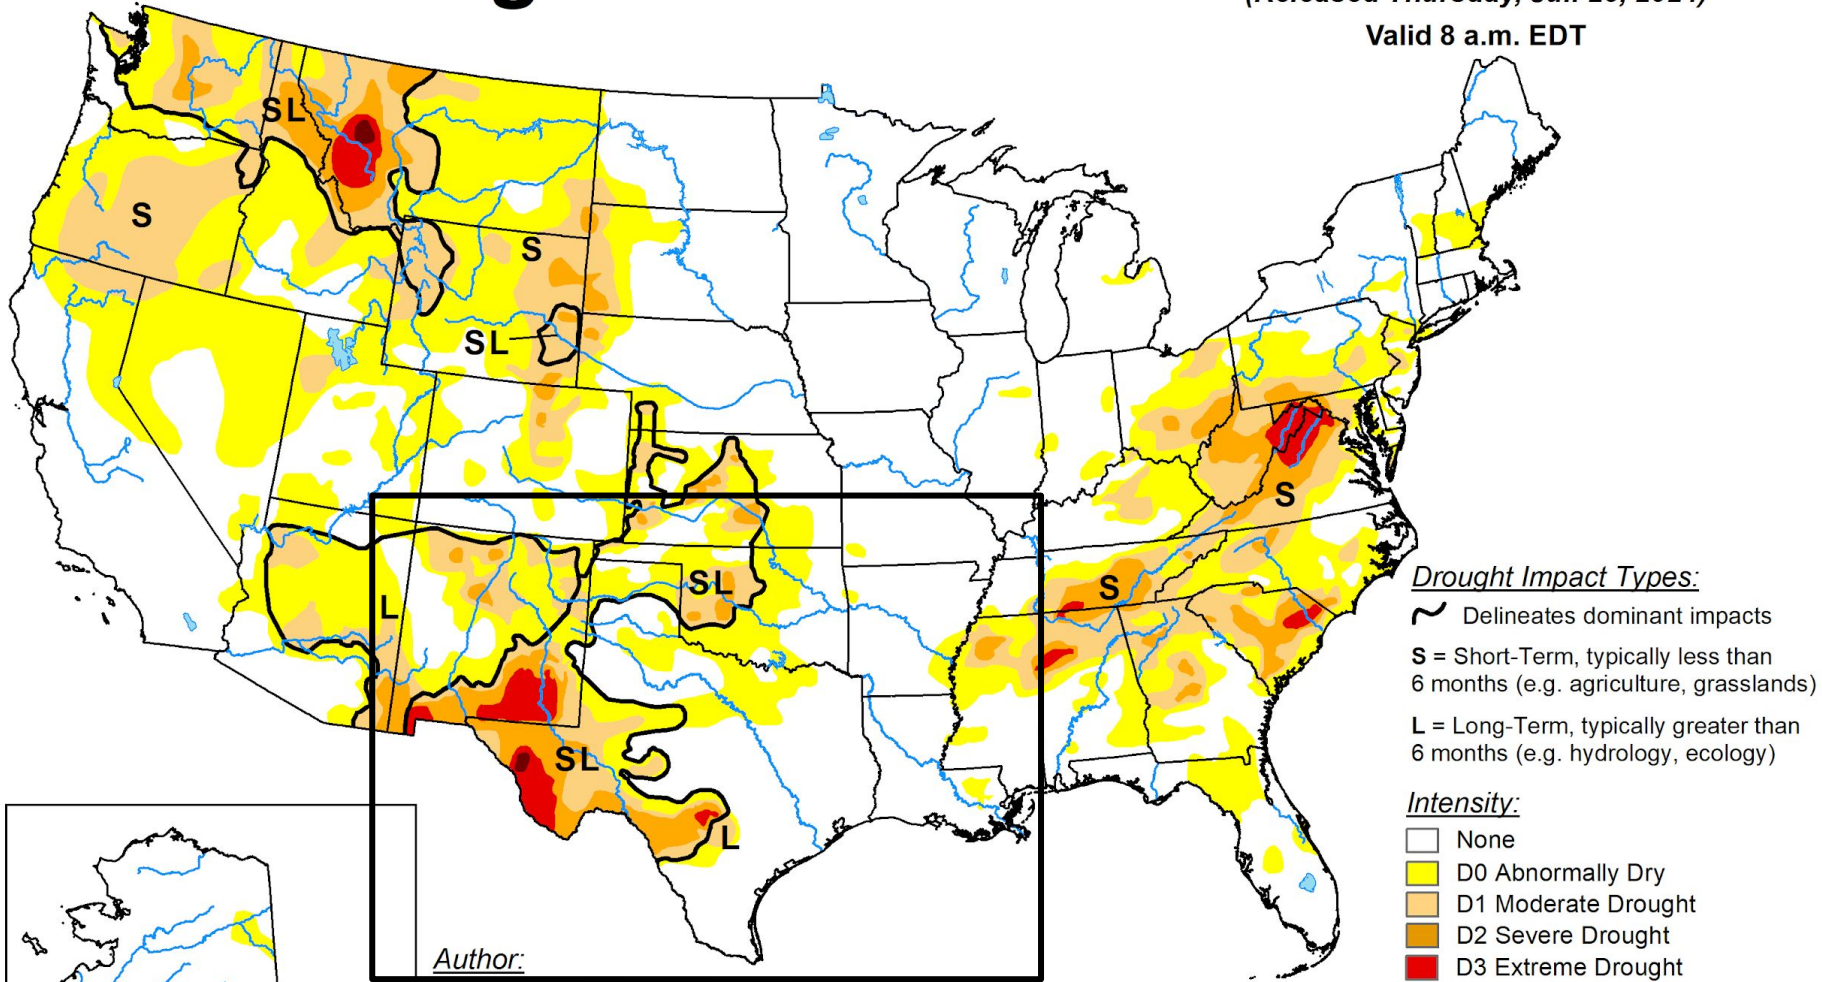 Valid 8 a.m. EDT
SL
S
S
SL
S
L
SL
S
SL
L
Author:
Drought Impact Types:
Delineates dominant impacts
S = Short-Term, typically less than
6 months (e.g. agriculture, grasslands)
L = Long-Term, typically greater than
6 months (e.g. hydrology, ecology)
Intensity:
None
D0 Abnormally Dry
D1 Moderate Drought
D2 Severe Drought
D3 Extreme Drought